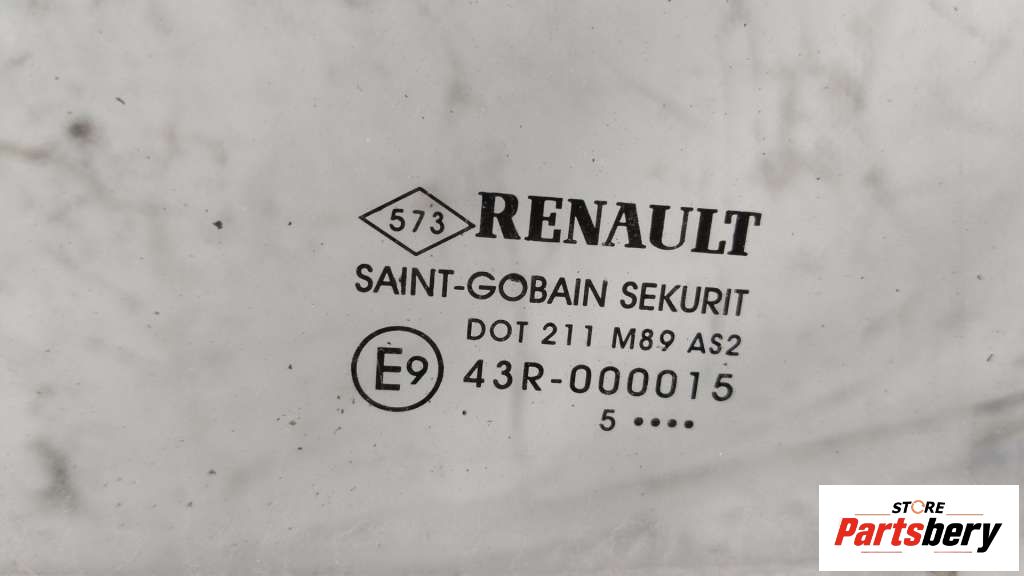 573 RENAULT
SAINT-GOBAIN SEKURIT
DOT 211 M89 AS2
E9 43R-000015
5 ••••
STORE
Partsbery